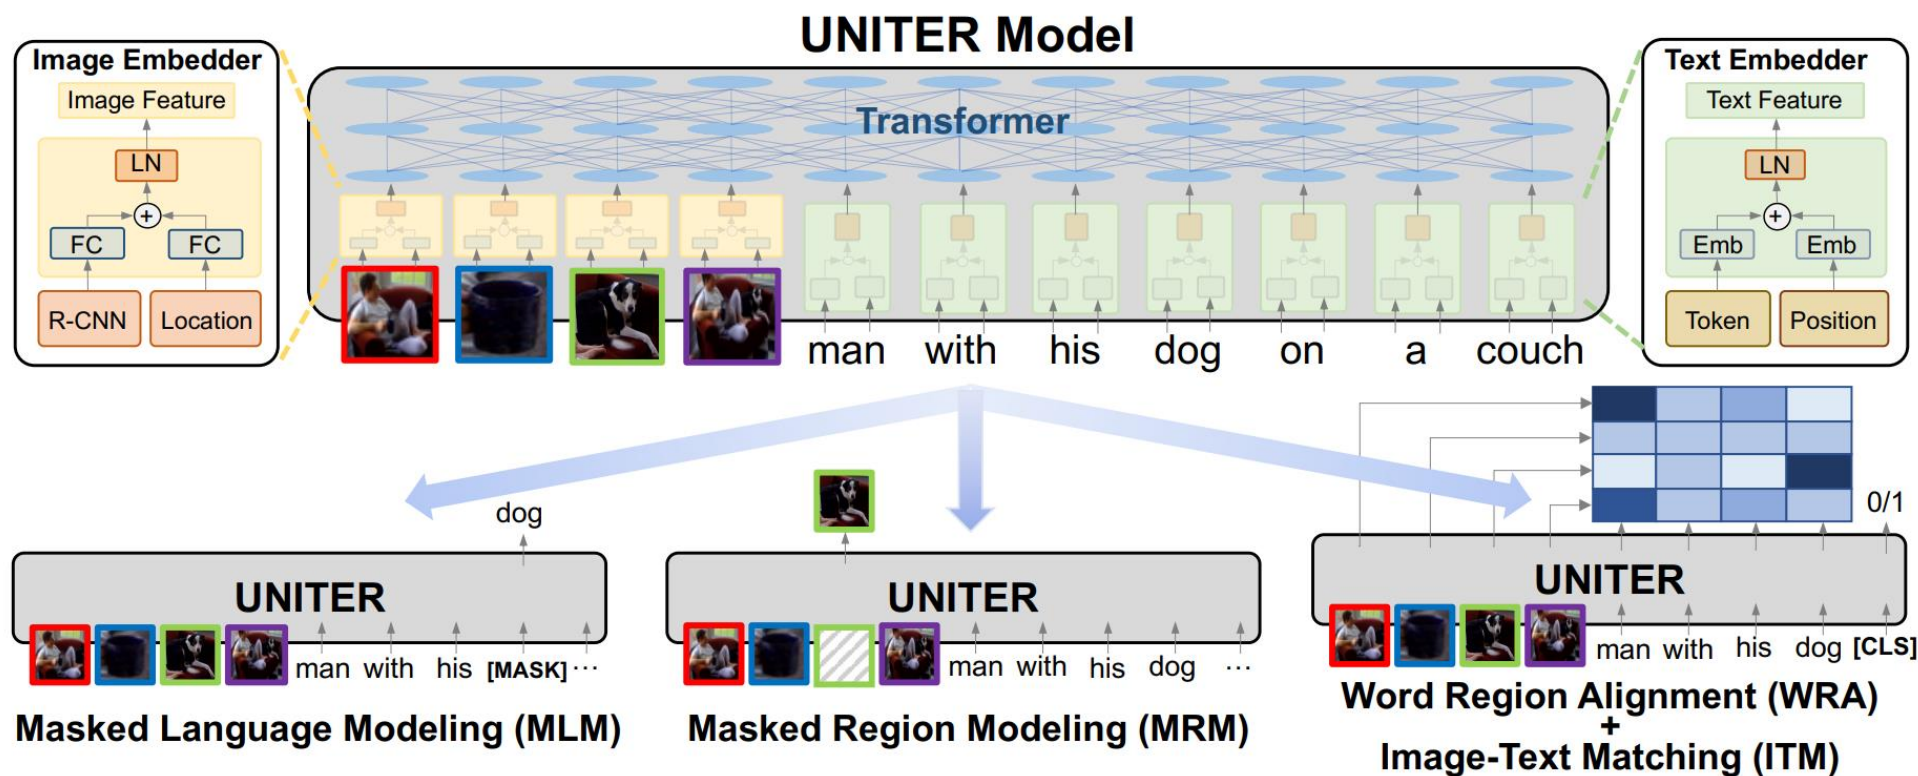 UNITER Model
Image Embedder
Image Feature
LN
+
FC
FC
R-CNN
Location
Transformer
man with his dog on a couch
Text Embedder
Text Feature
LN
+
Emb
Emb
Token
Position
dog
UNITER
man with his [MASK] ...
Masked Language Modeling (MLM)
UNITER
man with his dog ...
Masked Region Modeling (MRM)
0/1
UNITER
man with his dog [CLS]
Word Region Alignment (WRA)
+
Image-Text Matching (ITM)